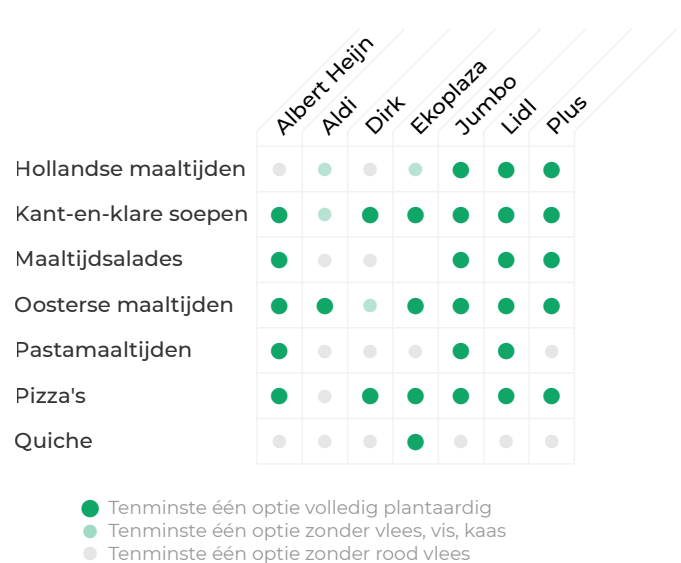 Albert Heijn
Aldi
Dirk
Ekoplaza
Jumbo
Lidl
Plus
Hollandse maaltijden
Kant-en-klare soepen
Maaltijdsalades
Oosterse maaltijden
Pastamaaltijden
Pizza's
Quiche
Tenminste één optie volledig plantaardig
Tenminste één optie zonder vlees, vis, kaas
Tenminste één optie zonder rood vlees